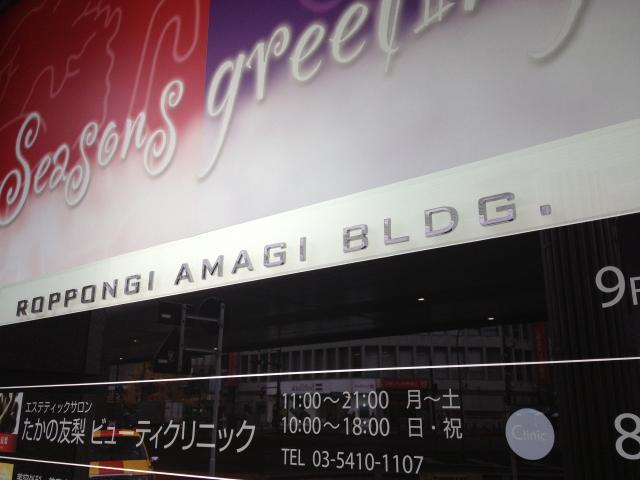 Seasons greeting
ROPPONGI AMAGI BLDG.
9F
エステティックサロン
たかの友梨 ビューティクリニック
11:00〜21:00 月〜土
10:00〜18:00 日・祝
TEL 03-5410-1107
Clinic
8